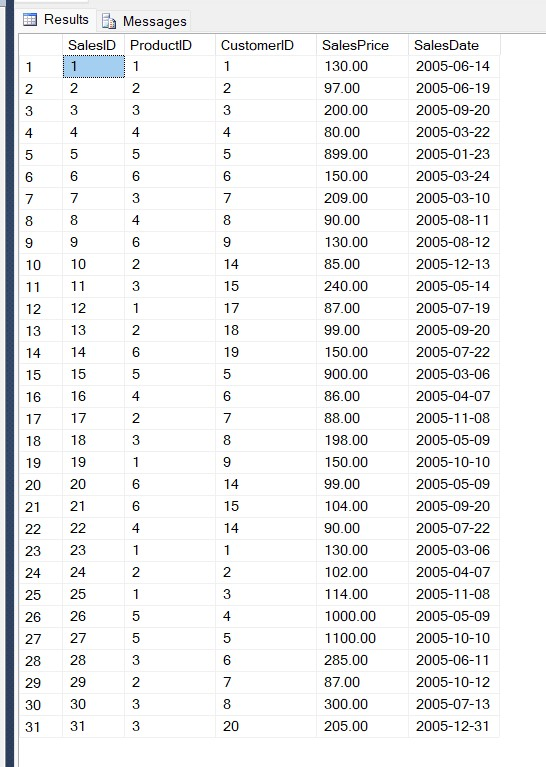 Results Messages
SalesID ProductID CustomerID SalesPrice SalesDate
1 1 1 1 130.00 2005-06-14
2 2 2 2 97.00 2005-06-19
3 3 3 3 200.00 2005-09-20
4 4 4 4 80.00 2005-03-22
5 5 5 5 899.00 2005-01-23
6 6 6 6 150.00 2005-03-24
7 7 3 7 209.00 2005-03-10
8 8 4 8 90.00 2005-08-11
9 9 6 9 130.00 2005-08-12
10 10 2 14 85.00 2005-12-13
11 11 3 15 240.00 2005-05-14
12 12 1 17 87.00 2005-07-19
13 13 2 18 99.00 2005-09-20
14 14 6 19 150.00 2005-07-22
15 15 5 5 900.00 2005-03-06
16 16 4 6 86.00 2005-04-07
17 17 2 7 88.00 2005-11-08
18 18 3 8 198.00 2005-05-09
19 19 1 9 150.00 2005-10-10
20 20 6 14 99.00 2005-05-09
21 21 6 15 104.00 2005-09-20
22 22 4 14 90.00 2005-07-22
23 23 1 1 130.00 2005-03-06
24 24 2 2 102.00 2005-04-07
25 25 1 3 114.00 2005-11-08
26 26 5 4 1000.00 2005-05-09
27 27 5 5 1100.00 2005-10-10
28 28 3 6 285.00 2005-06-11
29 29 2 7 87.00 2005-10-12
30 30 3 8 300.00 2005-07-13
31 31 3 20 205.00 2005-12-31